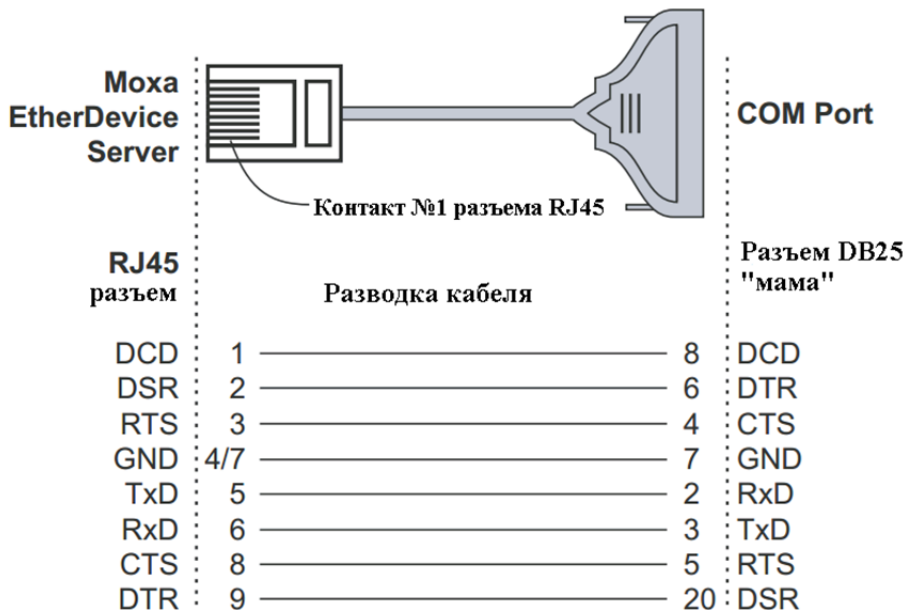 Moxa
EtherDevice
Server
COM Port
Контакт №1 разъема RJ45
RJ45
разъем
Разводка кабеля
Разъем DB25
"мама"
DCD 1 8 DCD
DSR 2 6 DTR
RTS 3 4 CTS
GND 4/7 7 GND
TxD 5 2 RxD
RxD 6 3 TxD
CTS 8 5 RTS
DTR 9 20 DSR